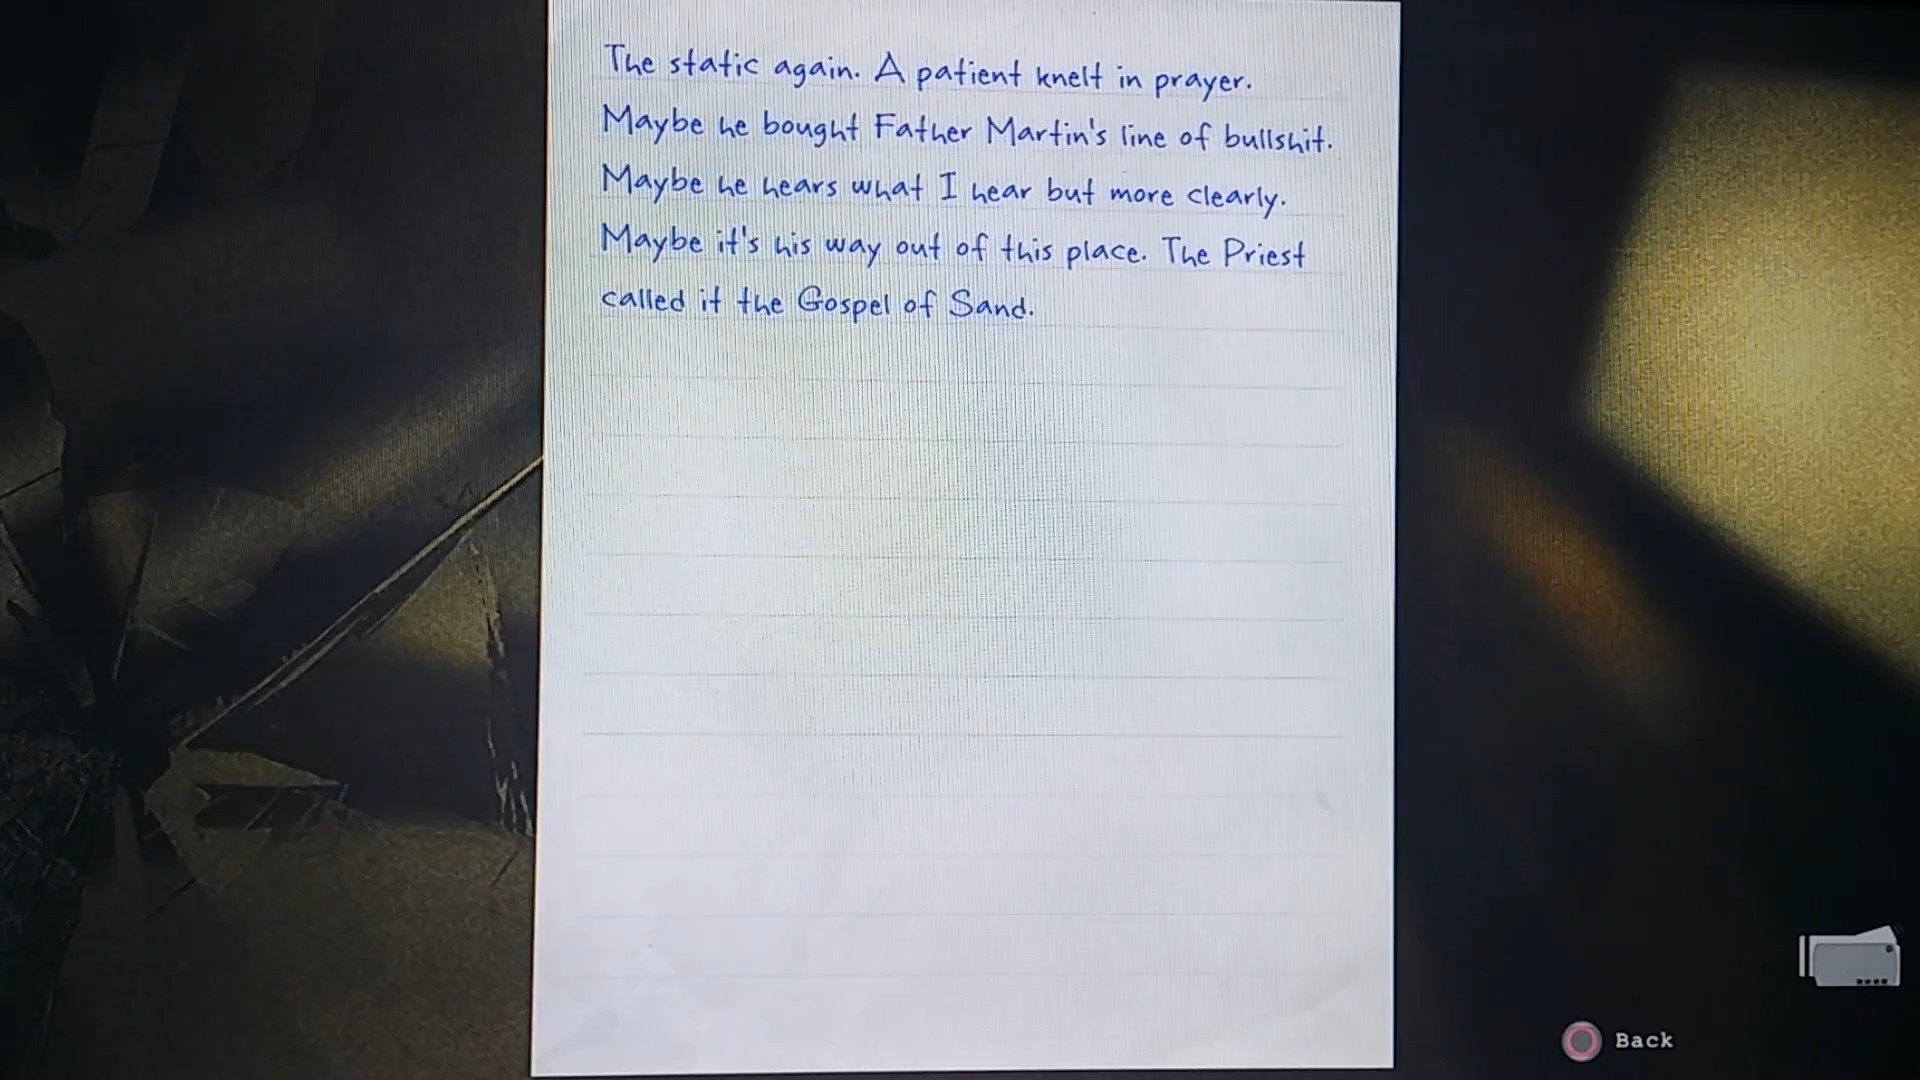 The static again. A patient knelt in prayer.
Maybe he bought Father Martin's line of bullshit.
Maybe he hears what I hear but more clearly.
Maybe it's his way out of this place. The Priest
called it the Gospel of Sand.
Back